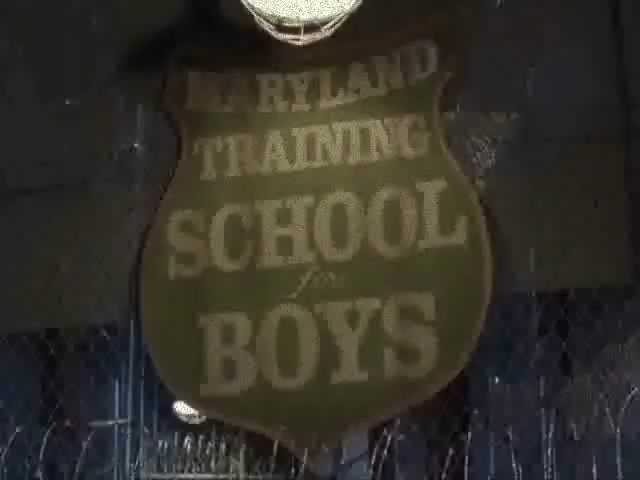 MARYLAND
TRAINING
SCHOOL
for
BOYS